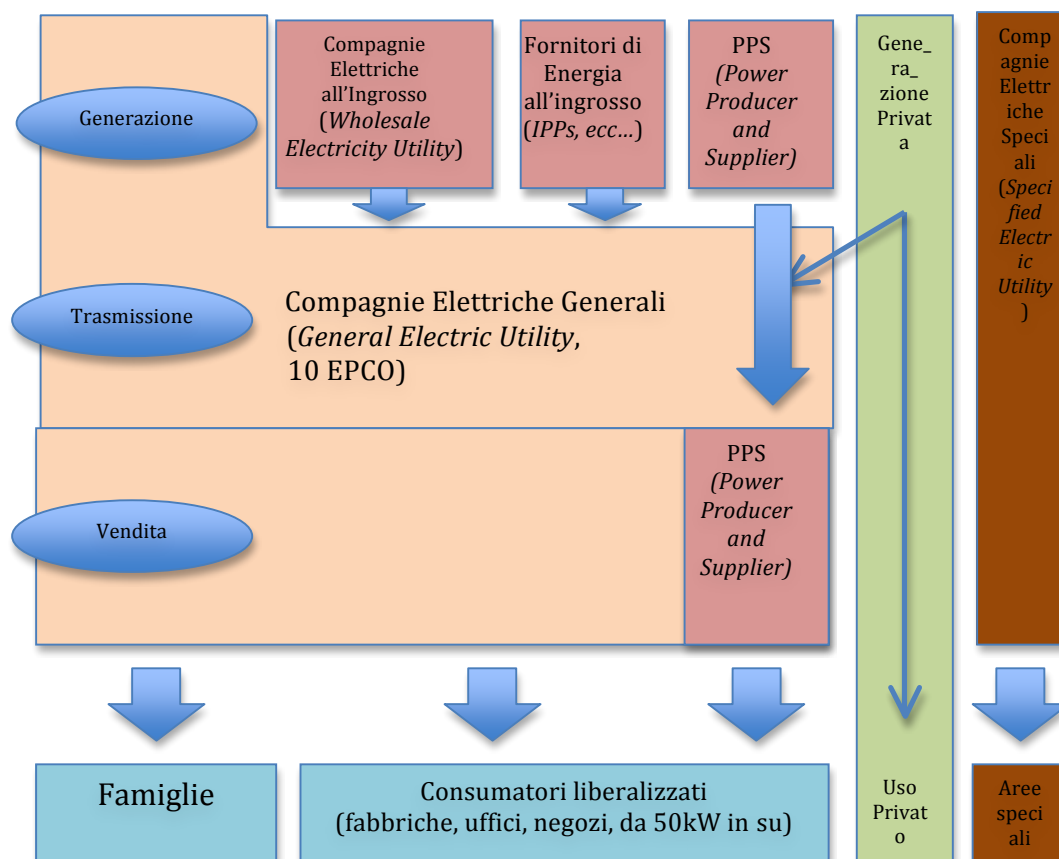 Compagnie
Elettriche
all’Ingrosso
(Wholesale
Electricity Utility)
Fornitori di
Energia
all’ingrosso
(IPPs, ecc...)
PPS
(Power
Producer
and
Supplier)
Gene_
ra_
zione
Privat
a
Comp
agnie
Elettr
iche
Speci
ali
(Speci
fied
Electr
ic
Utility
)
Generazione
Trasmissione
Compagnie Elettriche Generali
(General Electric Utility,
10 EPCO)
Vendita
PPS
(Power
Producer
and
Supplier)
Famiglie
Consumatori liberalizzati
(fabbriche, uffici, negozi, da 50kW in su)
Uso
Privat
o
Aree
speci
ali